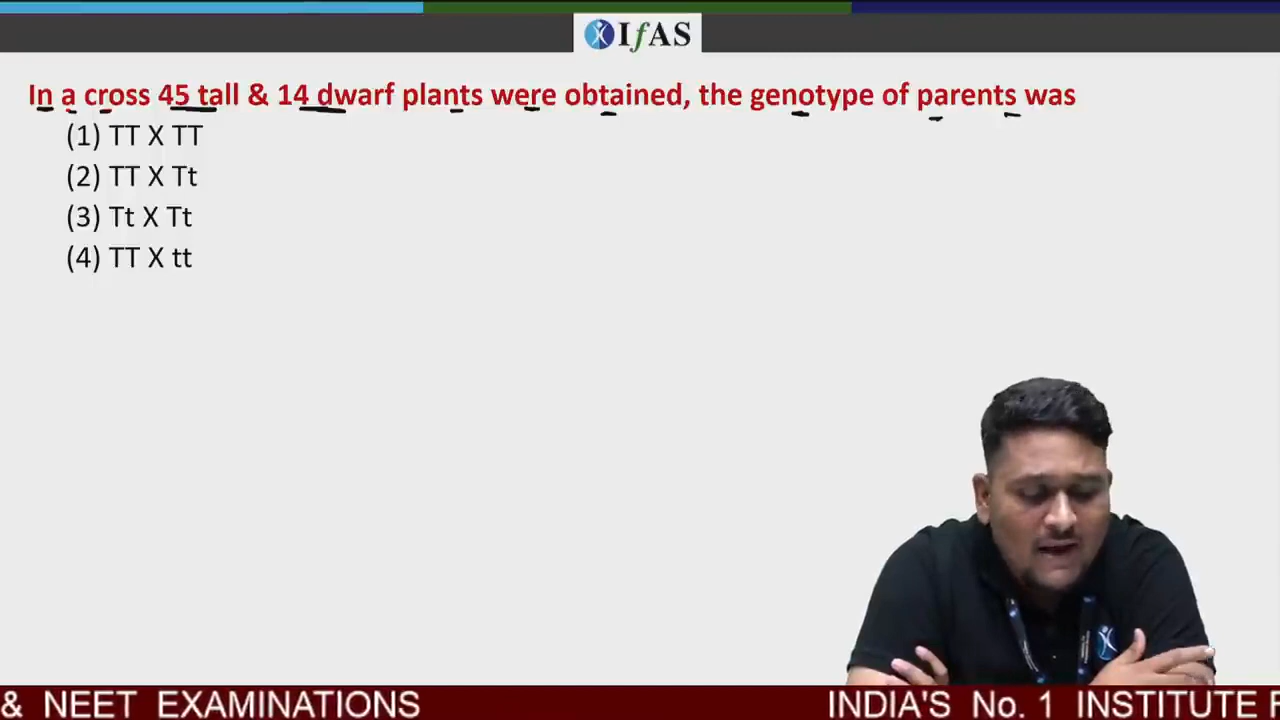 IfAS
In a cross 45 tall & 14 dwarf plants were obtained, the genotype of parents was
(1) TT X TT
(2) TT X Tt
(3) Tt X Tt
(4) TT X tt
& NEET EXAMINATIONS INDIA'S No. 1 INSTITUTE F